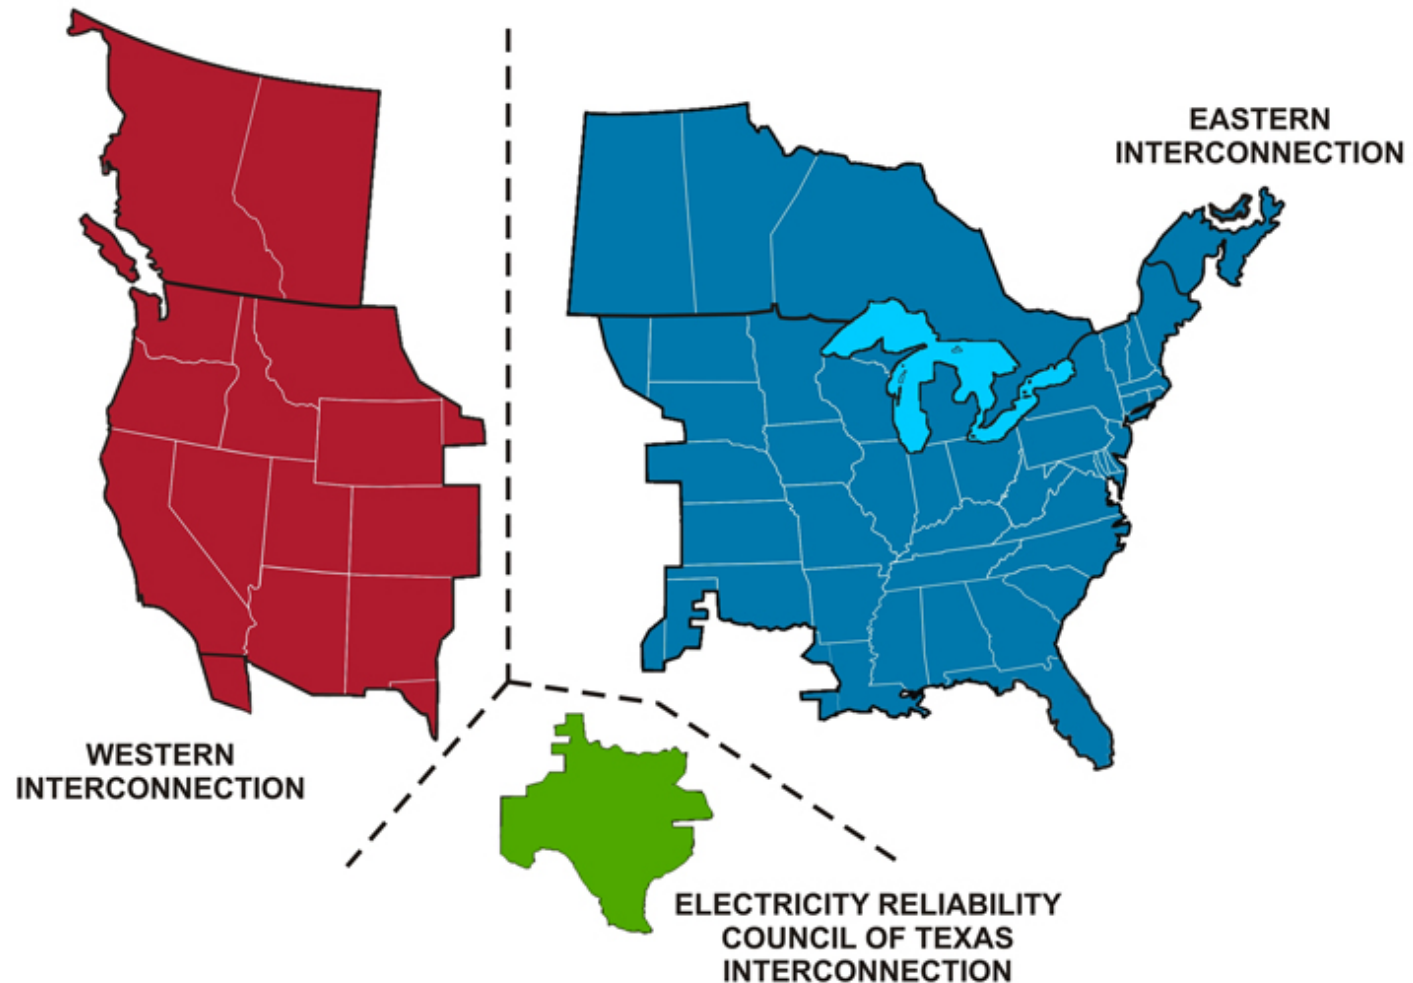 EASTERN
INTERCONNECTION
WESTERN
INTERCONNECTION
ELECTRICITY RELIABILITY
COUNCIL OF TEXAS
INTERCONNECTION